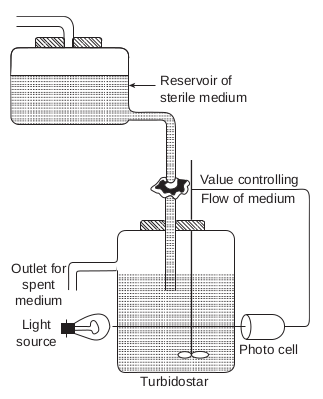 Reservoir of
sterile medium
Value controlling
Flow of medium
Outlet for
spent
medium
Light
source
Photo cell
Turbidostar